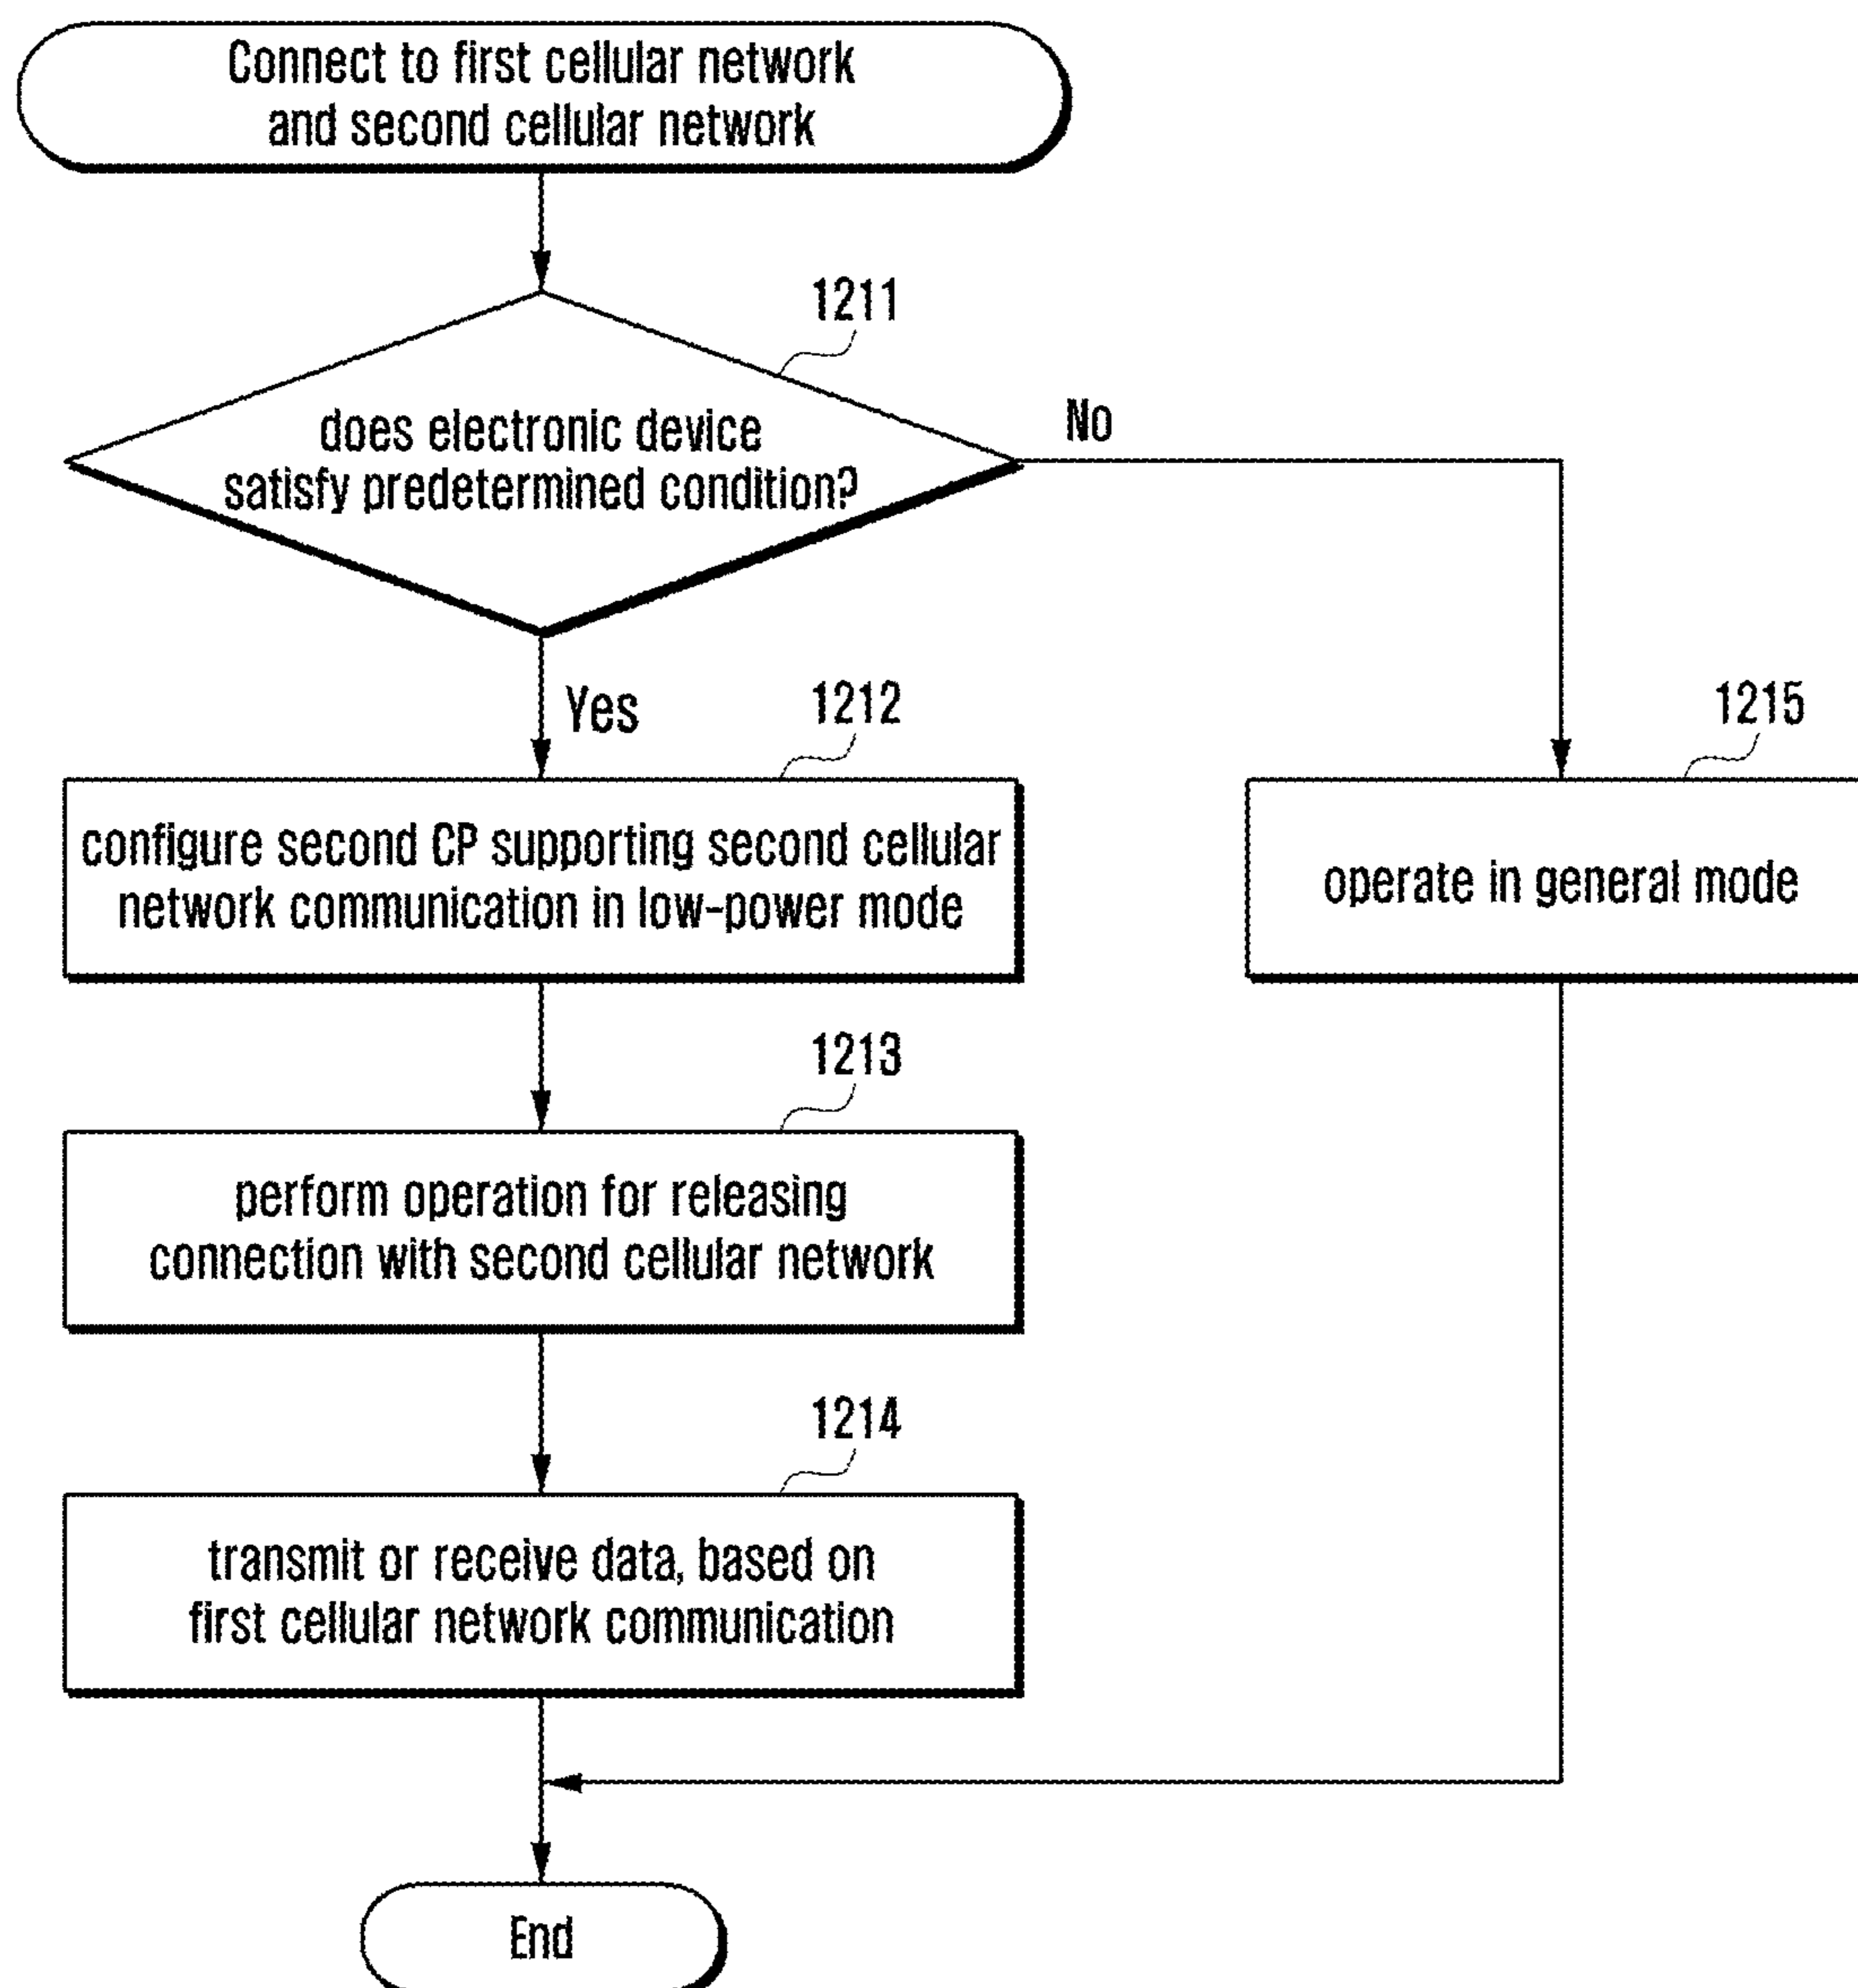 Connect to first cellular network
and second cellular network
1211
does electronic device
satisfy predetermined condition?
No
Yes
1212
configure second CP supporting second cellular
network communication in low-power mode
1215
operate in general mode
1213
perform operation for releasing
connection with second cellular network
1214
transmit or receive data, based on
first cellular network communication
End